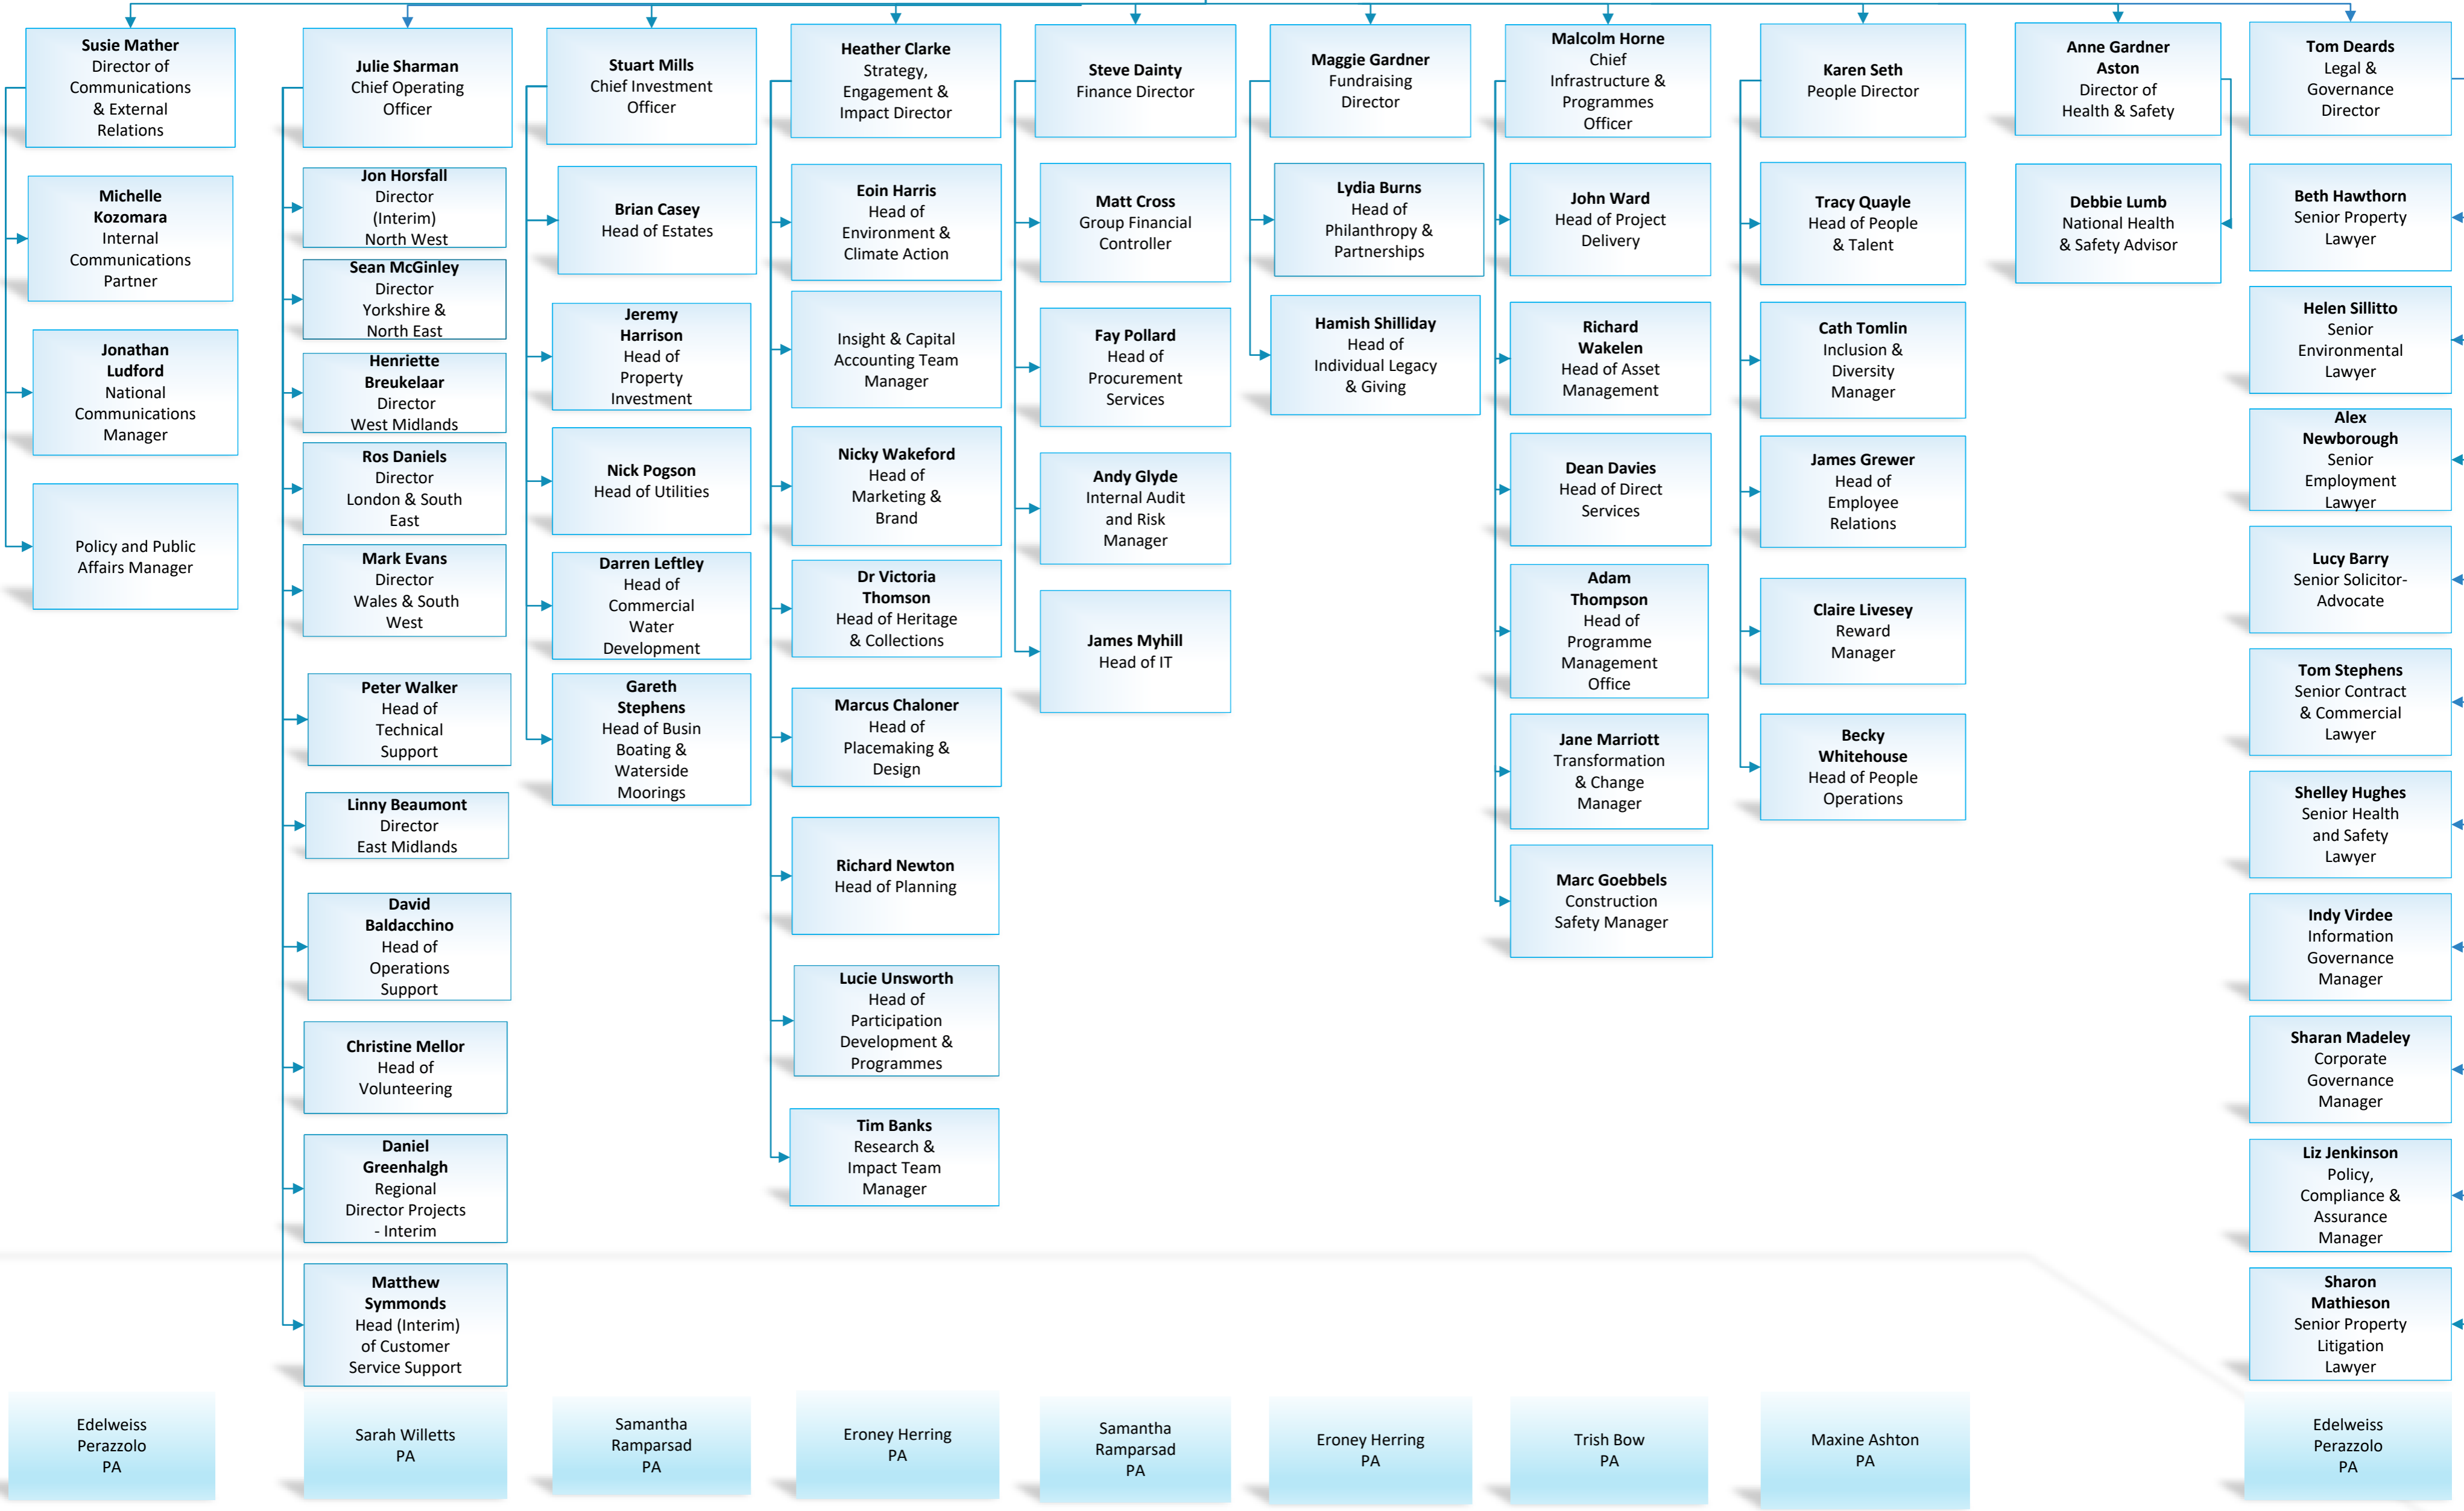 Susie Mather
Director of
Communications
& External
Relations
Michelle
Kozomara
Internal
Communications
Partner
Jonathan
Ludford
National
Communications
Manager
Policy and Public
Affairs Manager
Edelweiss
Perazzolo
PA
Julie Sharman
Chief Operating
Officer
Jon Horsfall
Director
(Interim)
North West
Sean McGinley
Director
Yorkshire &
North East
Henriette
Breukelaar
Director
West Midlands
Ros Daniels
Director
London & South
East
Mark Evans
Director
Wales & South
West
Peter Walker
Head of
Technical
Support
Linny Beaumont
Director
East Midlands
David
Baldacchino
Head of
Operations
Support
Christine Mellor
Head of
Volunteering
Daniel
Greenhalgh
Regional
Director Projects
- Interim
Matthew
Symmonds
Head (Interim)
of Customer
Service Support
Sarah Willetts
PA
Stuart Mills
Chief Investment
Officer
Brian Casey
Head of Estates
Jeremy
Harrison
Head of
Property
Investment
Nick Pogson
Head of Utilities
Darren Leftley
Head of
Commercial
Water
Development
Gareth
Stephens
Head of Busin
Boating &
Waterside
Moorings
Samantha
Ramparsad
PA
Heather Clarke
Strategy,
Engagement &
Impact Director
Eoin Harris
Head of
Environment &
Climate Action
Insight & Capital
Accounting Team
Manager
Nicky Wakeford
Head of
Marketing &
Brand
Dr Victoria
Thomson
Head of Heritage
& Collections
Marcus Chaloner
Head of
Placemaking &
Design
Richard Newton
Head of Planning
Lucie Unsworth
Head of
Participation
Development &
Programmes
Tim Banks
Research &
Impact Team
Manager
Eroney Herring
PA
Steve Dainty
Finance Director
Matt Cross
Group Financial
Controller
Fay Pollard
Head of
Procurement
Services
Andy Glyde
Internal Audit
and Risk
Manager
James Myhill
Head of IT
Samantha
Ramparsad
PA
Maggie Gardner
Fundraising
Director
Lydia Burns
Head of
Philanthropy &
Partnerships
Hamish Shilliday
Head of
Individual Legacy
& Giving
Eroney Herring
PA
Malcolm Horne
Chief
Infrastructure &
Programmes
Officer
John Ward
Head of Project
Delivery
Richard
Wakelen
Head of Asset
Management
Dean Davies
Head of Direct
Services
Adam
Thompson
Head of
Programme
Management
Office
Jane Marriott
Transformation
& Change
Manager
Marc Goebbels
Construction
Safety Manager
Trish Bow
PA
Karen Seth
People Director
Tracy Quayle
Head of People
& Talent
Cath Tomlin
Inclusion &
Diversity
Manager
James Grewer
Head of
Employee
Relations
Claire Livesey
Reward
Manager
Becky
Whitehouse
Head of People
Operations
Maxine Ashton
PA
Anne Gardner
Aston
Director of
Health & Safety
Debbie Lumb
National Health
& Safety Advisor
Tom Deards
Legal &
Governance
Director
Beth Hawthorn
Senior Property
Lawyer
Helen Sillitto
Senior
Environmental
Lawyer
Alex
Newborough
Senior
Employment
Lawyer
Lucy Barry
Senior Solicitor-
Advocate
Tom Stephens
Senior Contract
& Commercial
Lawyer
Shelley Hughes
Senior Health
and Safety
Lawyer
Indy Virdee
Information
Governance
Manager
Sharan Madeley
Corporate
Governance
Manager
Liz Jenkinson
Policy,
Compliance &
Assurance
Manager
Sharon
Mathieson
Senior Property
Litigation
Lawyer
Edelweiss
Perazzolo
PA